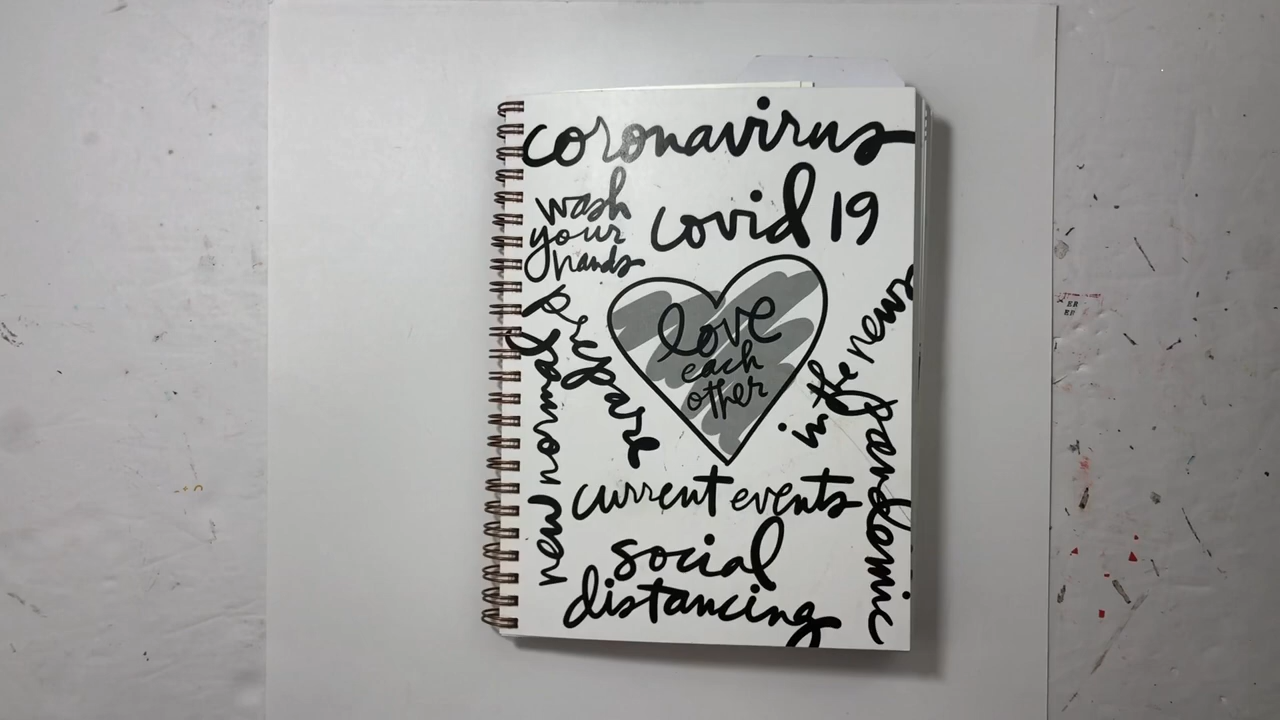 coronavirus
wash
your
hands
covid 19
prepare
new normal
love
each
other
in the news
pandemic
current events
social
distancing